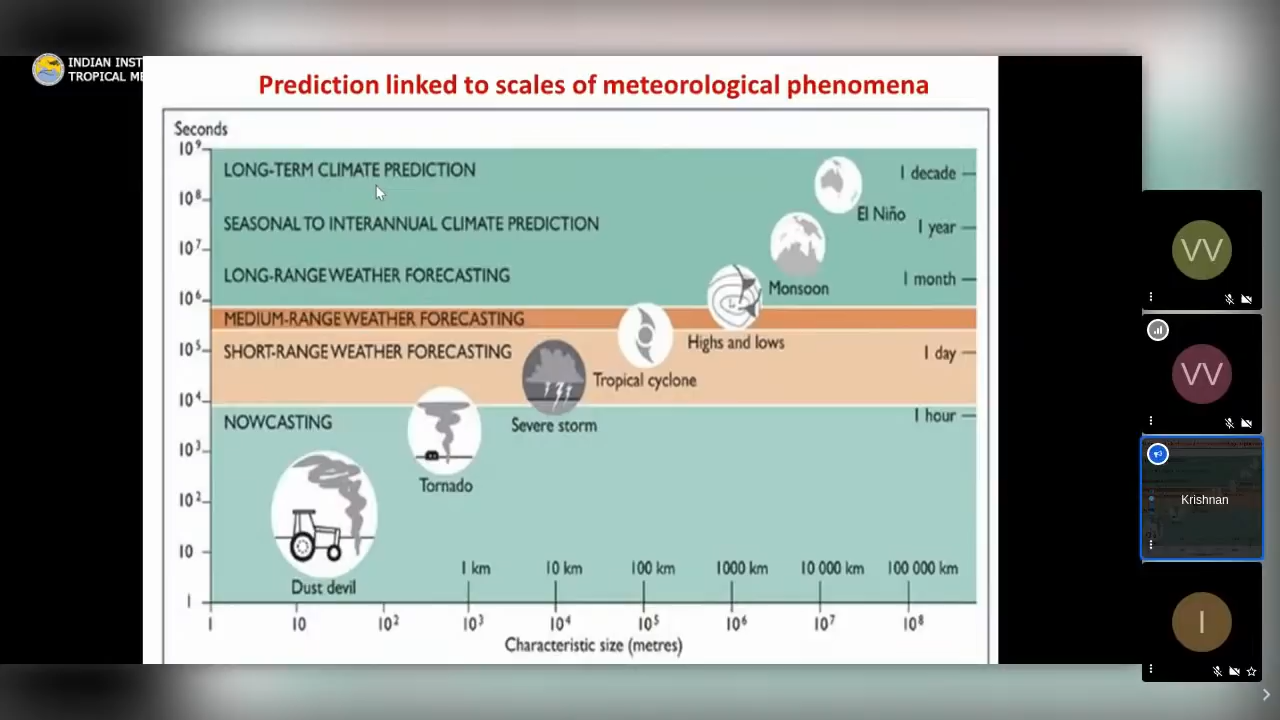 INDIAN INST
TROPICAL ME
Prediction linked to scales of meteorological phenomena
Seconds
10⁹
LONG-TERM CLIMATE PREDICTION
1 decade
10⁸
El Niño
SEASONAL TO INTERANNUAL CLIMATE PREDICTION
1 year
10⁷
LONG-RANGE WEATHER FORECASTING
1 month
Monsoon
10⁶
MEDIUM-RANGE WEATHER FORECASTING
Highs and lows
10⁵
SHORT-RANGE WEATHER FORECASTING
1 day
Tropical cyclone
10⁴
NOWCASTING
Severe storm
1 hour
10³
Tornado
10²
10
1 km
10 km
100 km
1000 km
10 000 km
100 000 km
Dust devil
1
1 10 10² 10³ 10⁴ 10⁵ 10⁶ 10⁷ 10⁸
Characteristic size (metres)
VV
VV
Krishnan
I